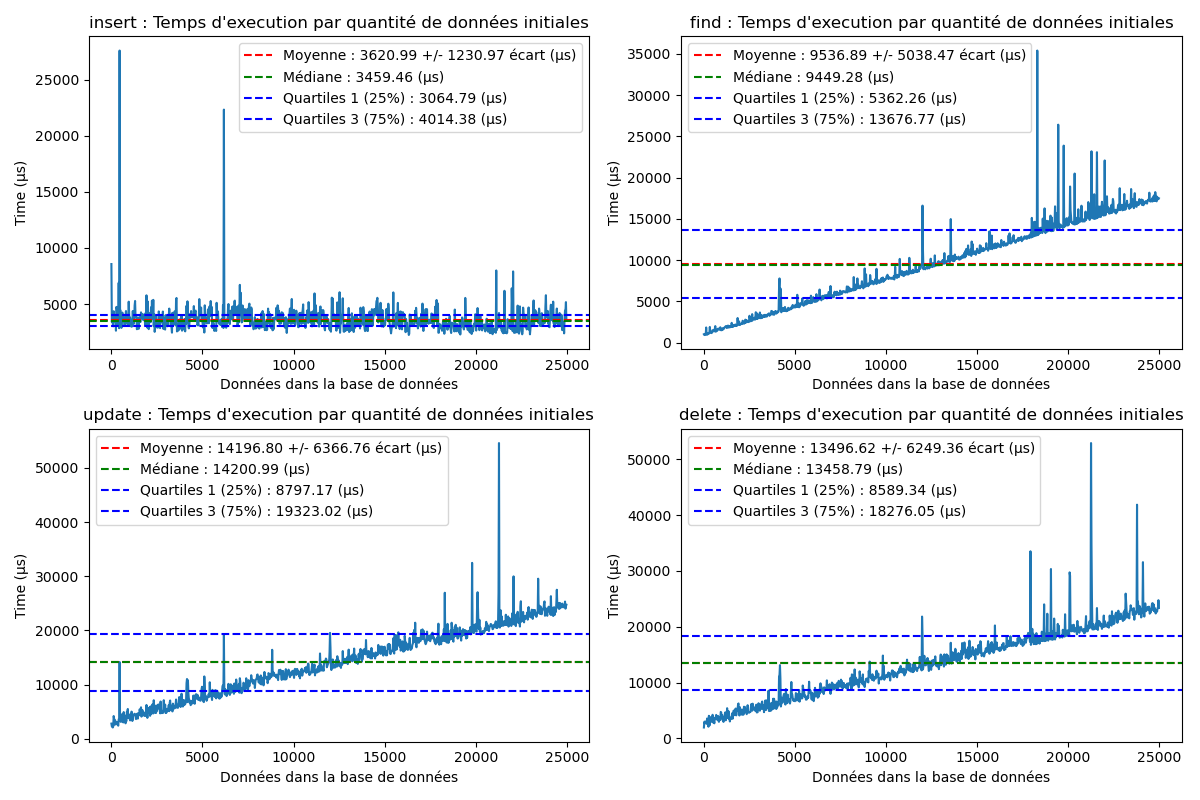 insert : Temps d'execution par quantité de données initiales
Moyenne : 3620.99 +/- 1230.97 écart (µs)
Médiane : 3459.46 (µs)
Quartiles 1 (25%) : 3064.79 (µs)
Quartiles 3 (75%) : 4014.38 (µs)
25000
20000
15000
10000
5000
Time (µs)
0 5000 10000 15000 20000 25000
Données dans la base de données
find : Temps d'execution par quantité de données initiales
Moyenne : 9536.89 +/- 5038.47 écart (µs)
Médiane : 9449.28 (µs)
Quartiles 1 (25%) : 5362.26 (µs)
Quartiles 3 (75%) : 13676.77 (µs)
35000
30000
25000
20000
15000
10000
5000
0
Time (µs)
0 5000 10000 15000 20000 25000
Données dans la base de données
update : Temps d'execution par quantité de données initiales
Moyenne : 14196.80 +/- 6366.76 écart (µs)
Médiane : 14200.99 (µs)
Quartiles 1 (25%) : 8797.17 (µs)
Quartiles 3 (75%) : 19323.02 (µs)
50000
40000
30000
20000
10000
0
Time (µs)
0 5000 10000 15000 20000 25000
Données dans la base de données
delete : Temps d'execution par quantité de données initiales
Moyenne : 13496.62 +/- 6249.36 écart (µs)
Médiane : 13458.79 (µs)
Quartiles 1 (25%) : 8589.34 (µs)
Quartiles 3 (75%) : 18276.05 (µs)
50000
40000
30000
20000
10000
0
Time (µs)
0 5000 10000 15000 20000 25000
Données dans la base de données